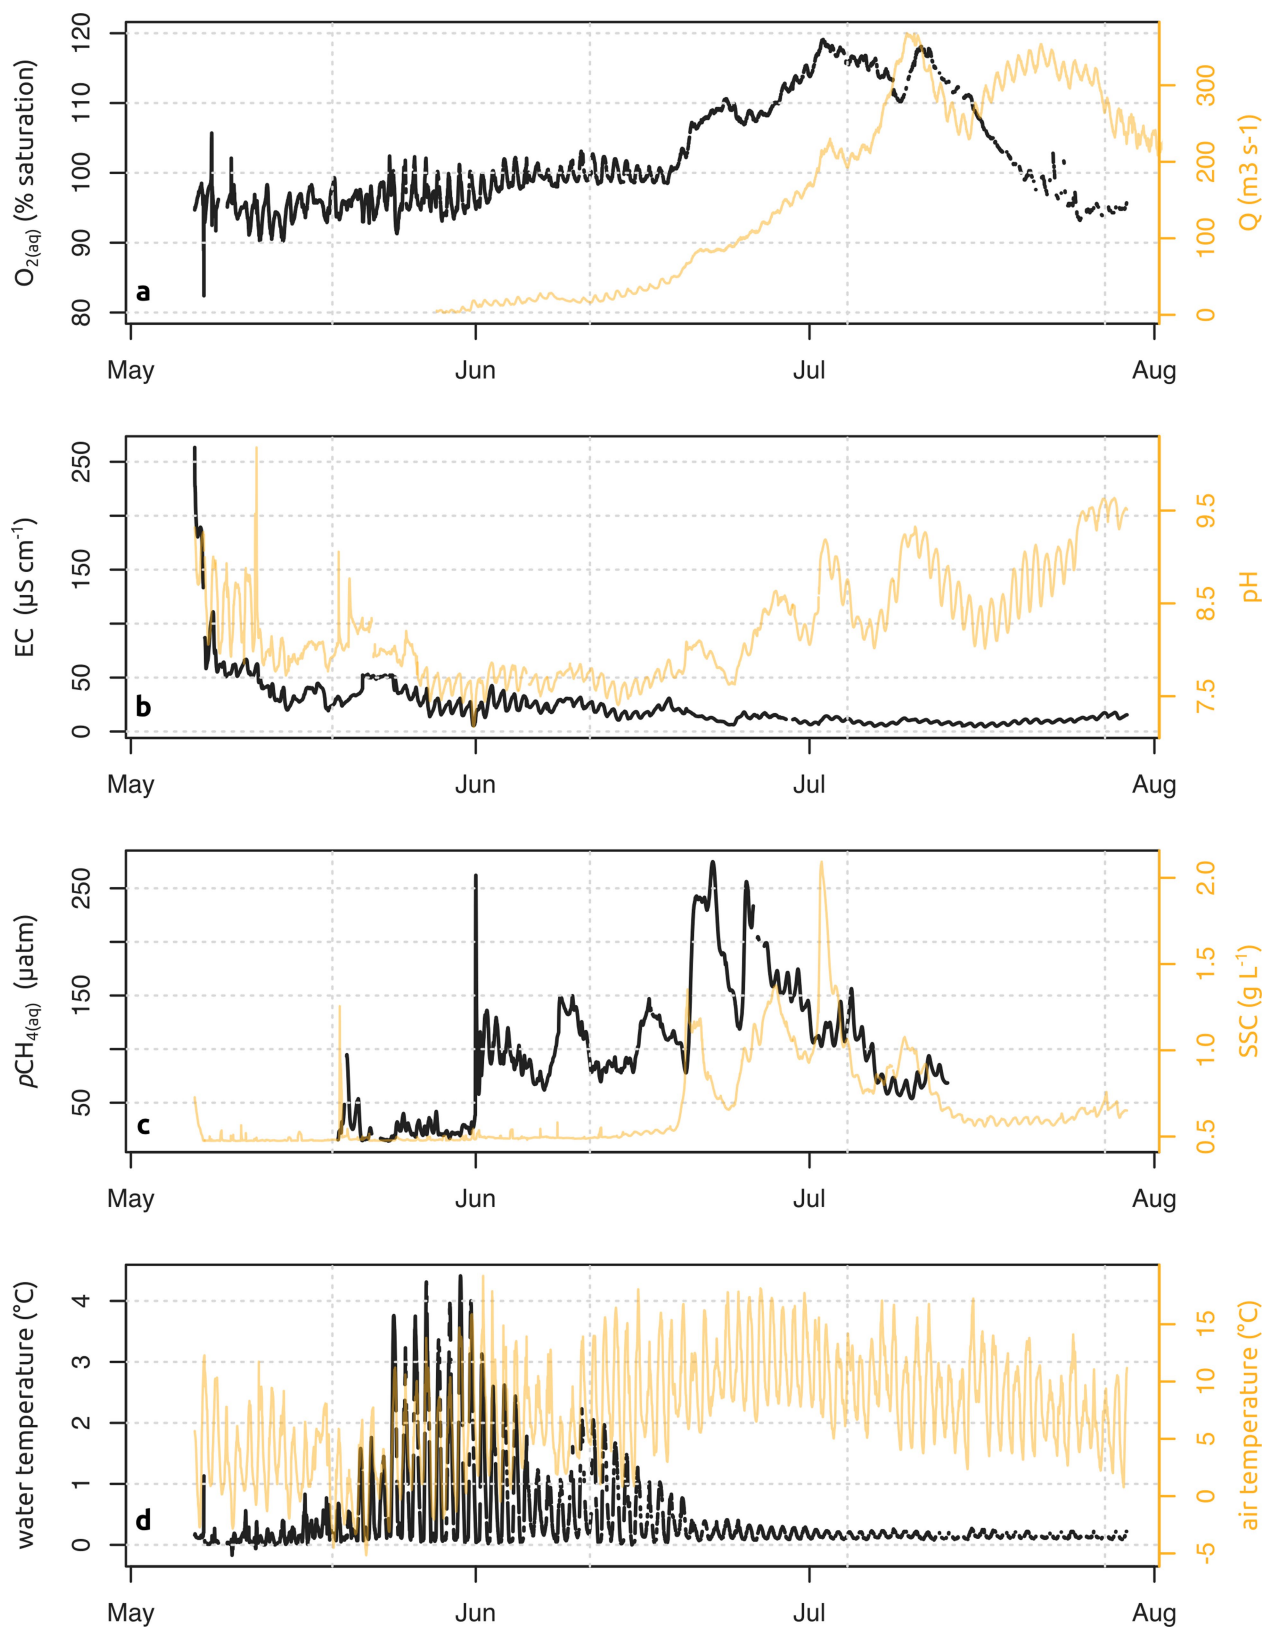 O2(aq) (% saturation)
120
110
100
90
80
a
300
200
100
0
Q (m3 s-1)
May Jun Jul Aug
EC (µS cm-1)
250
150
50
0
b
9.5
8.5
7.5
pH
May Jun Jul Aug
pCH4(aq) (µatm)
250
150
50
c
2.0
1.5
1.0
0.5
SSC (g L-1)
May Jun Jul Aug
water temperature (°C)
4
3
2
1
0
d
15
10
5
0
-5
air temperature (°C)
May Jun Jul Aug